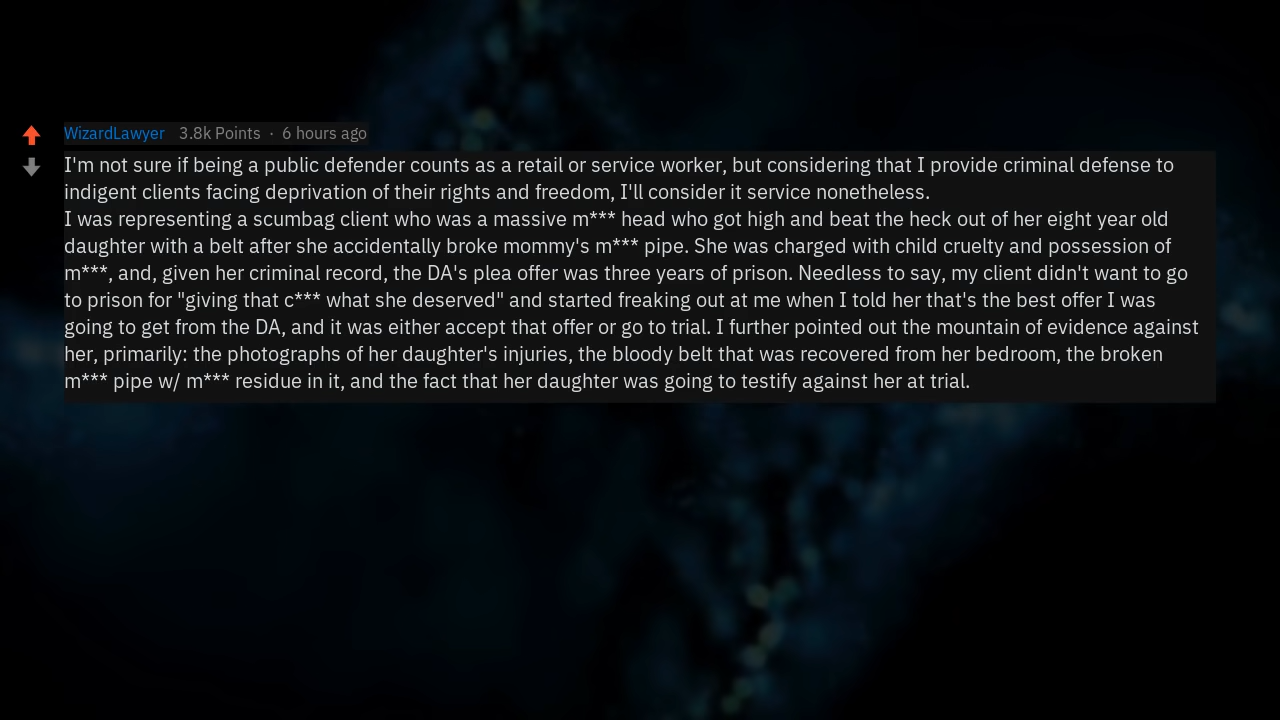 WizardLawyer 3.8k Points · 6 hours ago
I'm not sure if being a public defender counts as a retail or service worker, but considering that I provide criminal defense to
indigent clients facing deprivation of their rights and freedom, I'll consider it service nonetheless.
I was representing a scumbag client who was a massive m*** head who got high and beat the heck out of her eight year old
daughter with a belt after she accidentally broke mommy's m*** pipe. She was charged with child cruelty and possession of
m***, and, given her criminal record, the DA's plea offer was three years of prison. Needless to say, my client didn't want to go
to prison for "giving that c*** what she deserved" and started freaking out at me when I told her that's the best offer I was
going to get from the DA, and it was either accept that offer or go to trial. I further pointed out the mountain of evidence against
her, primarily: the photographs of her daughter's injuries, the bloody belt that was recovered from her bedroom, the broken
m*** pipe w/ m*** residue in it, and the fact that her daughter was going to testify against her at trial.